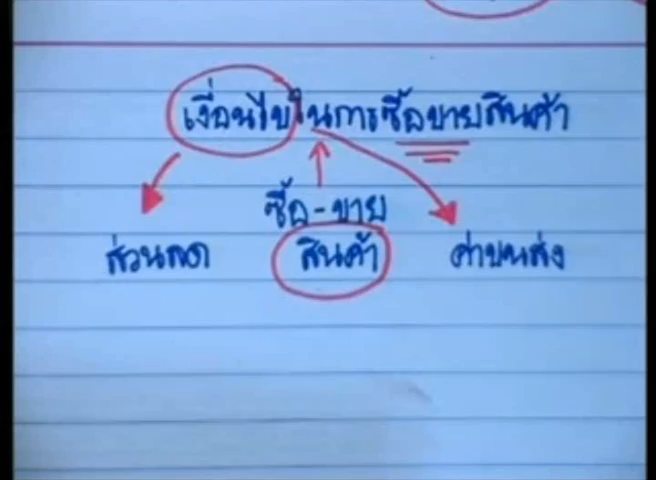 เงื่อนไขในการซื้อขายสินค้า
ซื้อ-ขาย
ส่วนลด สินค้า ค่าขนส่ง